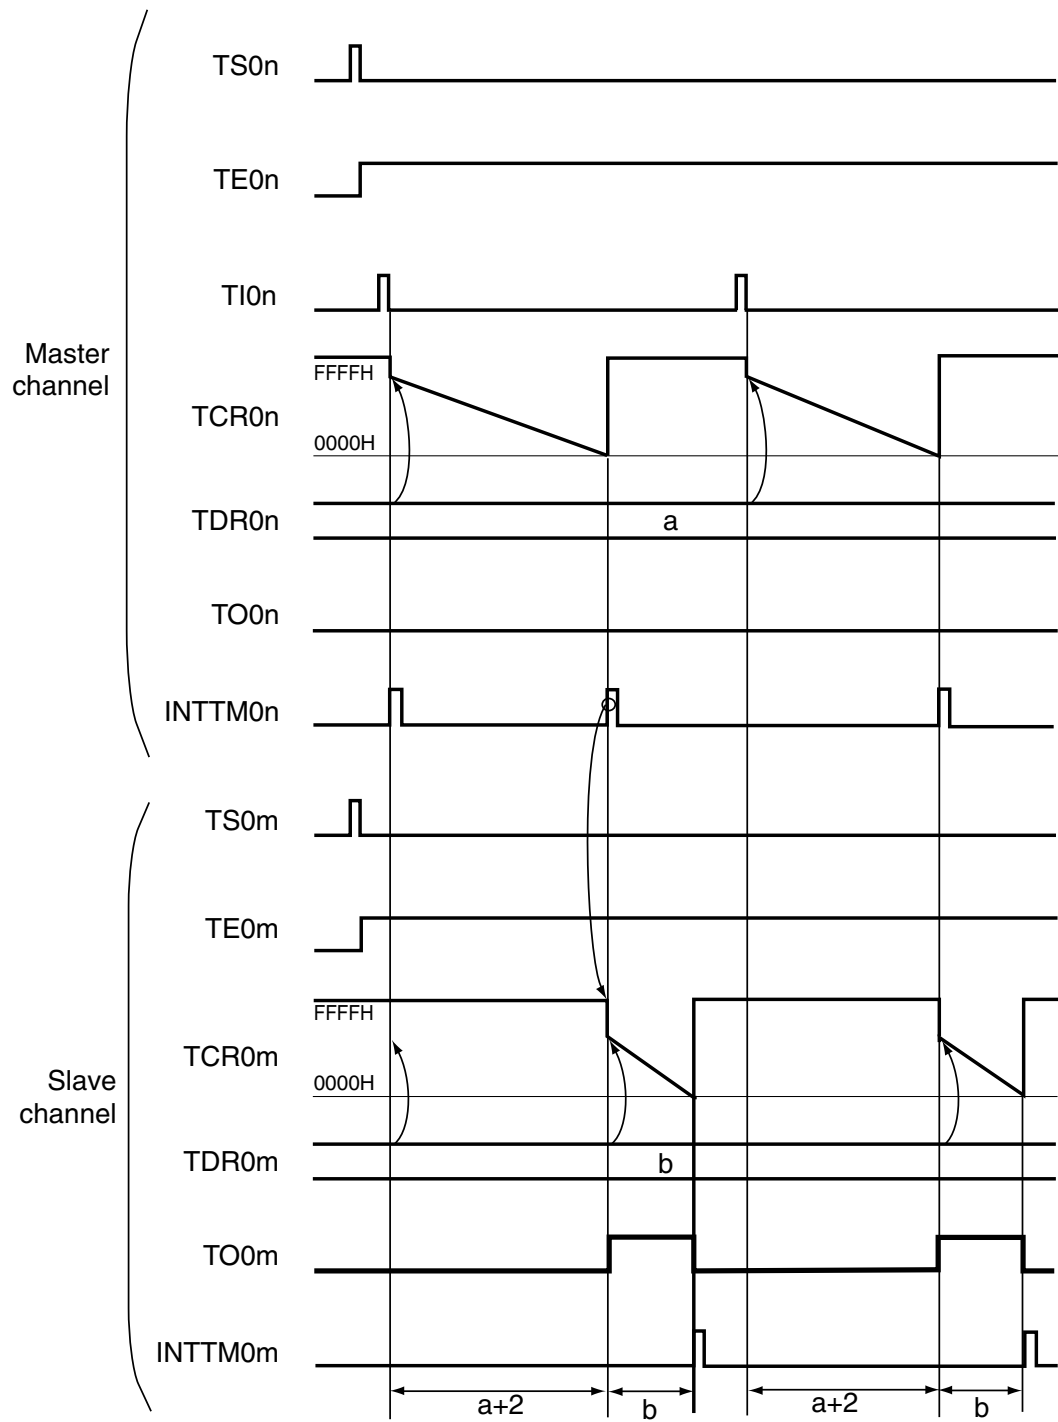 TS0n
TE0n
TI0n
Master
channel
FFFFH
TCR0n
0000H
TDR0n
a
TO0n
INTTM0n
TS0m
TE0m
FFFFH
TCR0m
Slave
channel
0000H
TDR0m
b
TO0m
INTTM0m
a+2
b
a+2
b